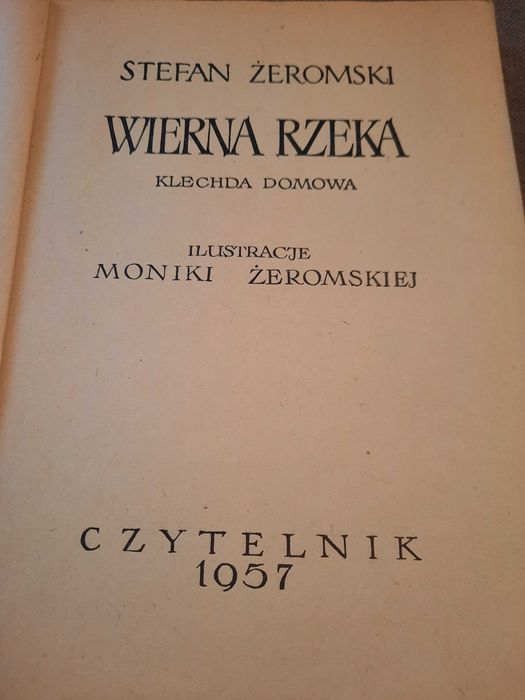 STEFAN ŻEROMSKI
WIERNA RZEKA
KLECHDA DOMOWA
ILUSTRACJE
MONIKI ŻEROMSKIEJ
CZYTELNIK
1957